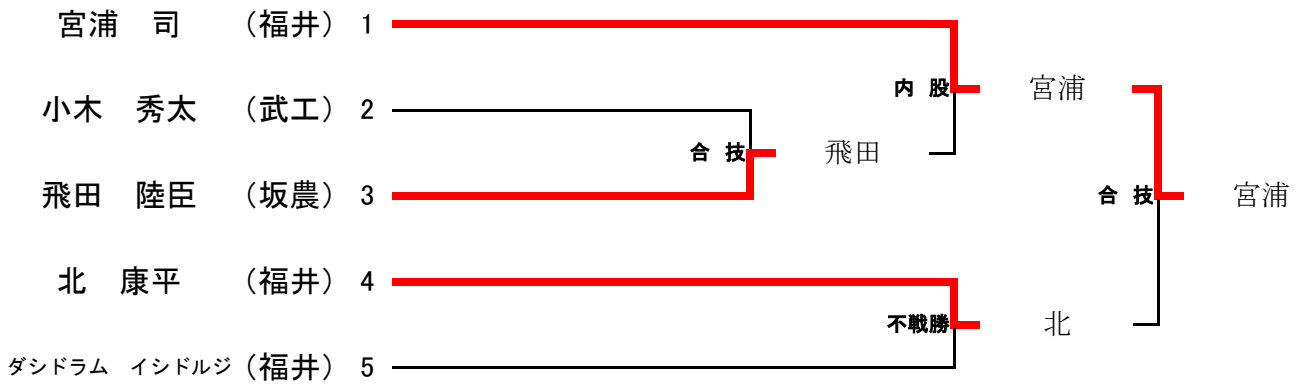 宮浦　司　（福井） 1
内 股 宮浦
小木　秀太　（武工） 2
合 技 飛田
飛田　陸臣　（坂農） 3
合 技 宮浦
北　康平　（福井） 4
不戦勝 北
ダシドラム　イシドルジ （福井） 5